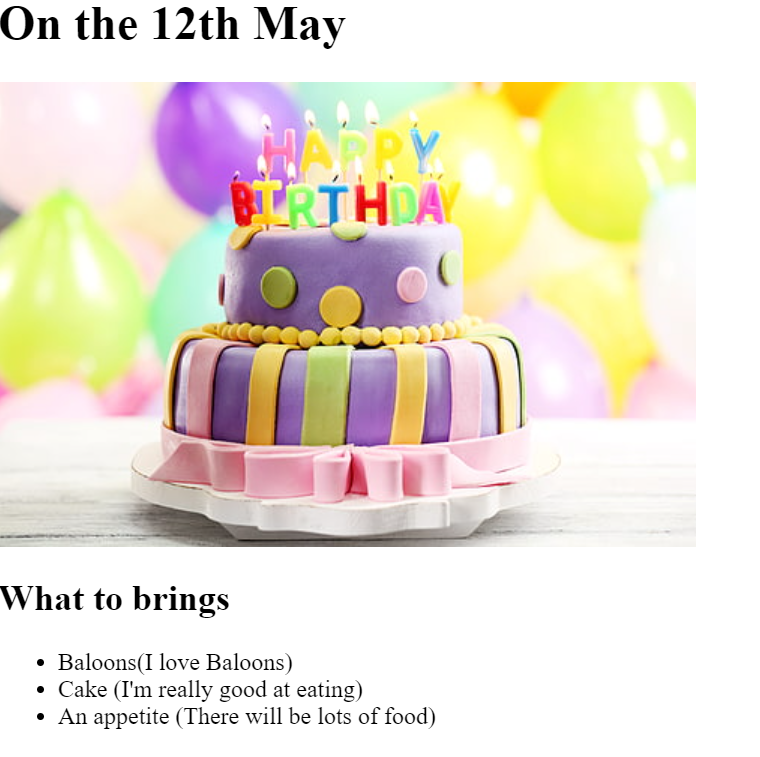 On the 12th May
HAPPY
BIRTHDAY
What to brings
Baloons(I love Baloons)
Cake (I'm really good at eating)
An appetite (There will be lots of food)